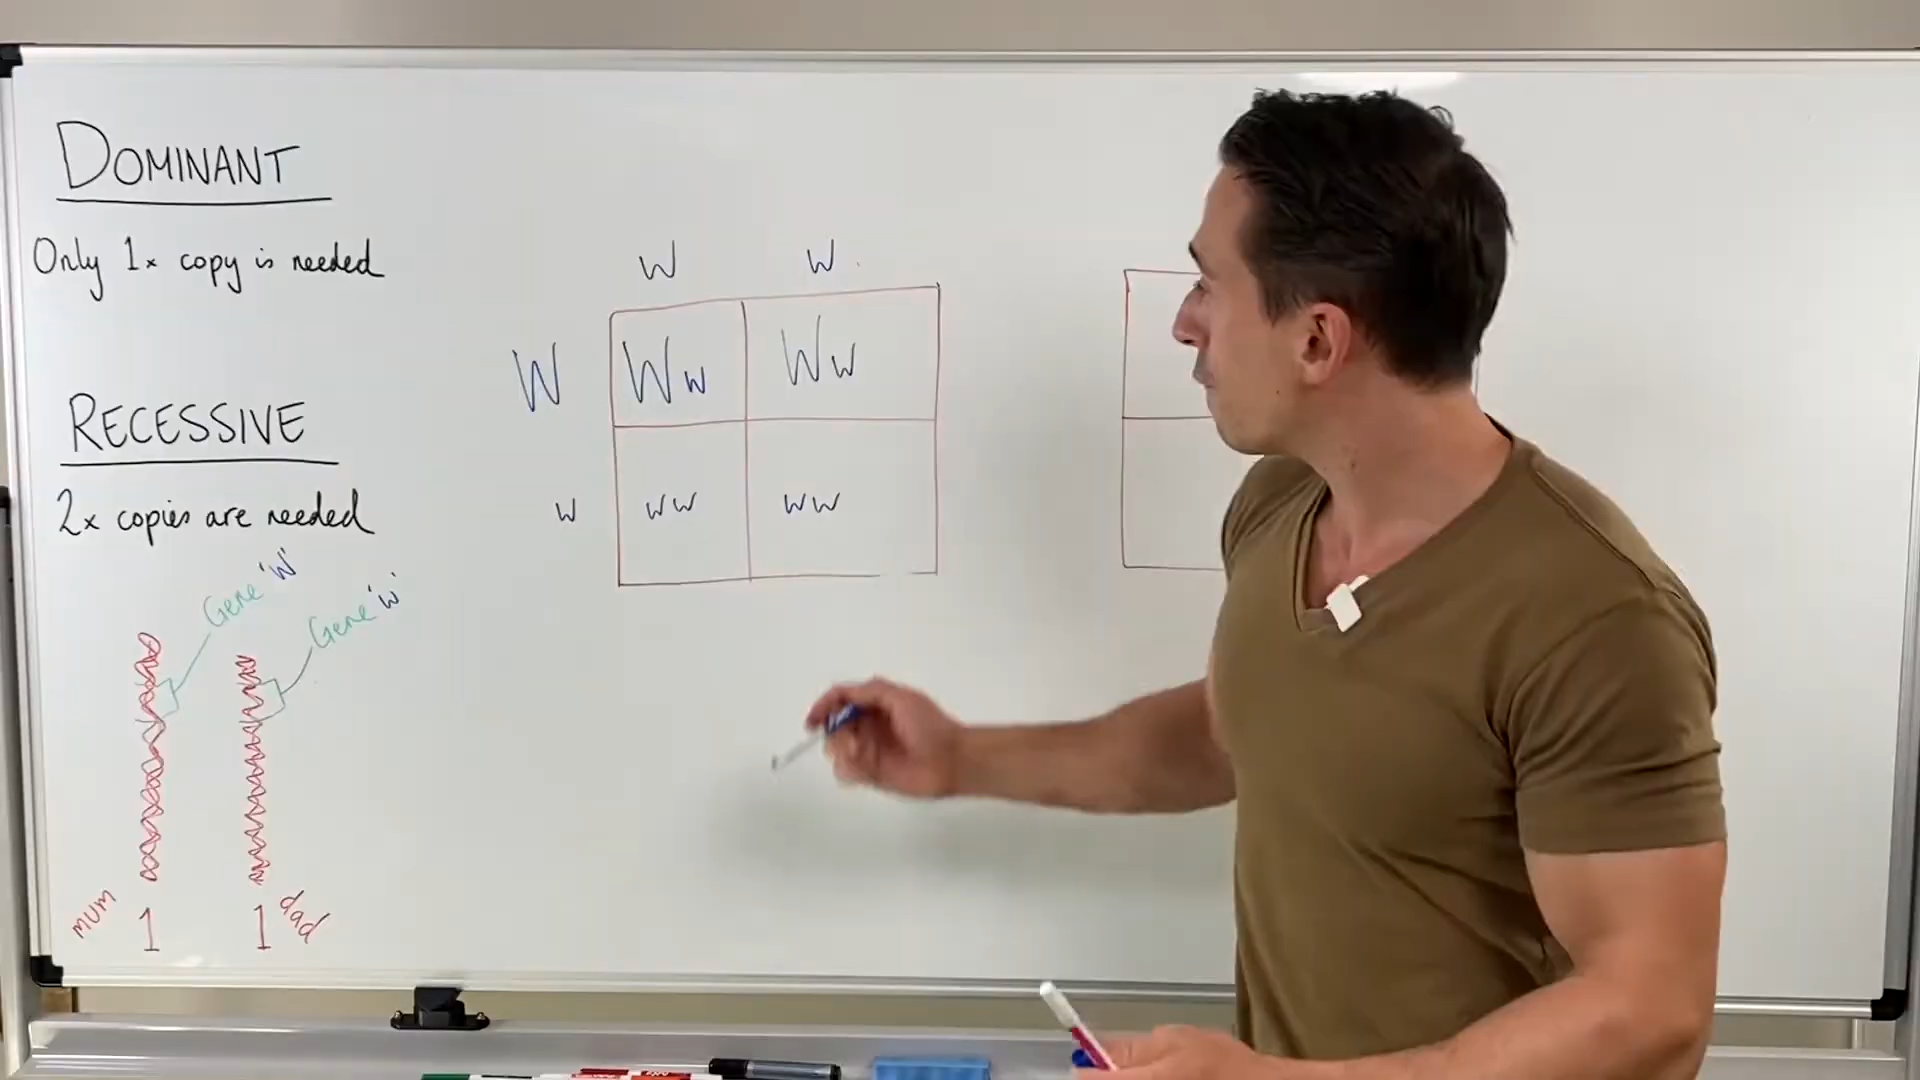 DOMINANT
Only 1x copy is needed
RECESSIVE
2x copies are needed
Gene 'W'
Gene 'w'
mum
1
1
dad
w w
W Ww Ww
w ww ww